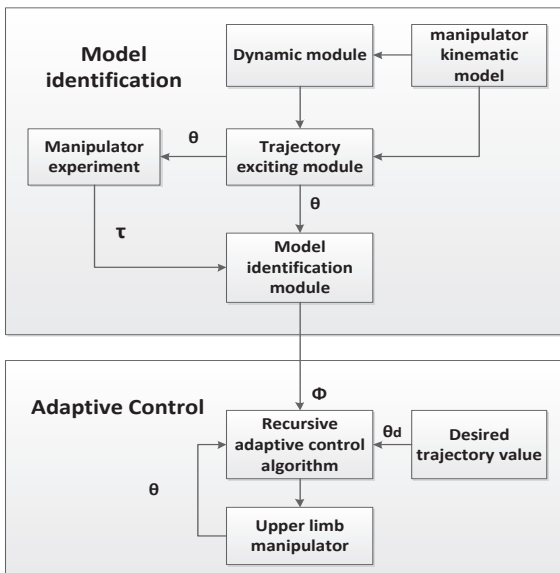 Model
identification
Dynamic module
manipulator
kinematic
model
Manipulator
experiment
θ
Trajectory
exciting module
τ
θ
Model
identification
module
Φ
Adaptive Control
Recursive
adaptive control
algorithm
θd
Desired
trajectory value
θ
Upper limb
manipulator